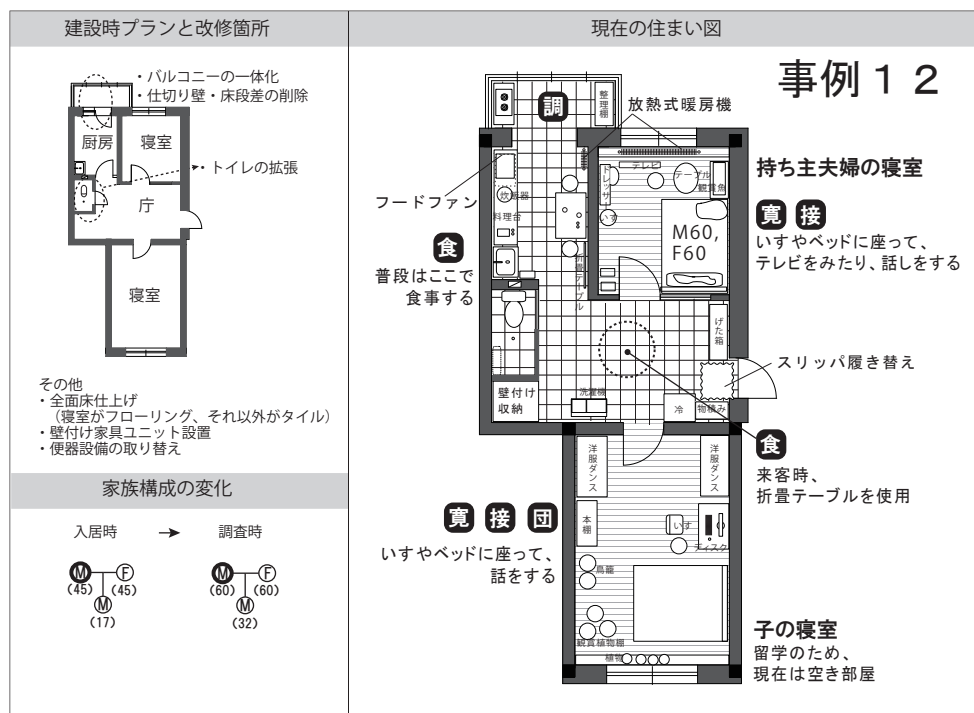 建設時プランと改修箇所
・バルコニーの一体化
・仕切り壁・床段差の削除
厨房
寝室
・トイレの拡張
庁
寝室
その他
・全面床仕上げ
（寝室がフローリング、それ以外がタイル）
・壁付け家具ユニット設置
・便器設備の取り替え
家族構成の変化
入居時
調査時
M
F
(45)
(45)
M
(17)
M
F
(60)
(60)
M
(32)
現在の住まい図
事例１２
調
整理棚
放熱式暖房機
フードファン
炊飯器
料理台
食
普段はここで
食事する
折畳テーブル
テレビ
ドレッサ
いす
テーブル
観賞魚
M60,
F60
持ち主夫婦の寝室
寛 接
いすやベッドに座って、
テレビをみたり、話しをする
げた箱
スリッパ履き替え
壁付け
収納
洗濯機
冷
物積み
食
来客時、
折畳テーブルを使用
洋服ダンス
洋服ダンス
寛 接 団
いすやベッドに座って、
話をする
本棚
いす
ディスク
鳥籠
観賞植物棚
植物
子の寝室
留学のため、
現在は空き部屋